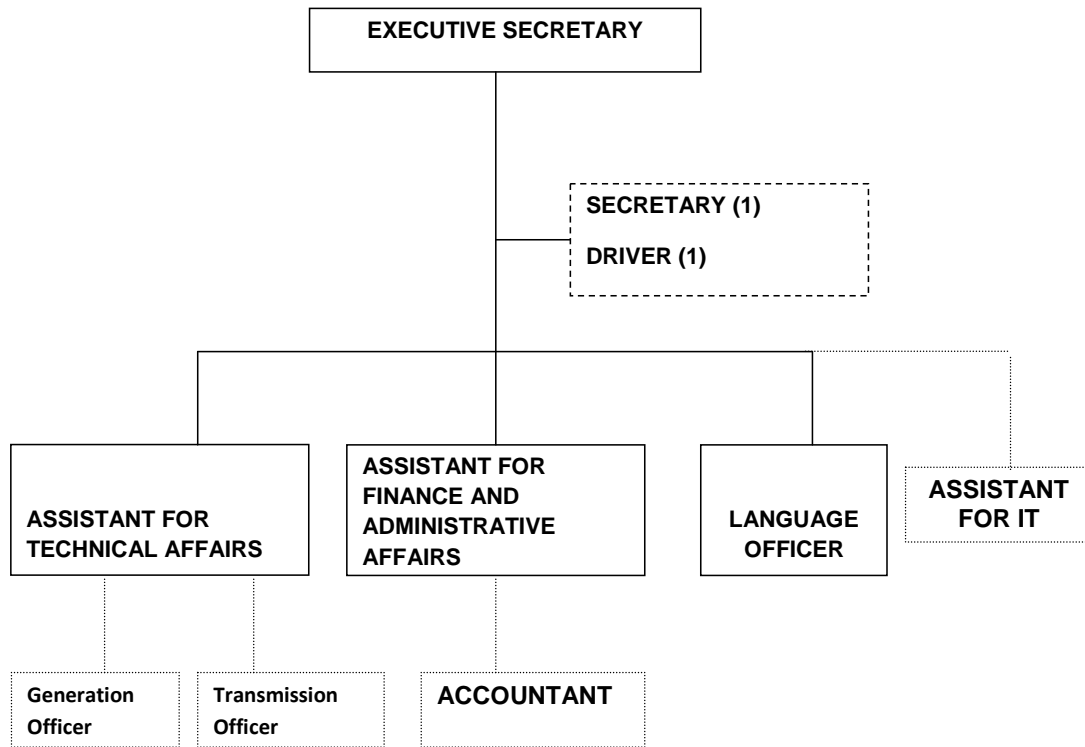 EXECUTIVE SECRETARY
SECRETARY (1)
DRIVER (1)
ASSISTANT FOR
TECHNICAL AFFAIRS
ASSISTANT FOR
FINANCE AND
ADMINISTRATIVE
AFFAIRS
LANGUAGE
OFFICER
ASSISTANT
FOR IT
Generation
Officer
Transmission
Officer
ACCOUNTANT